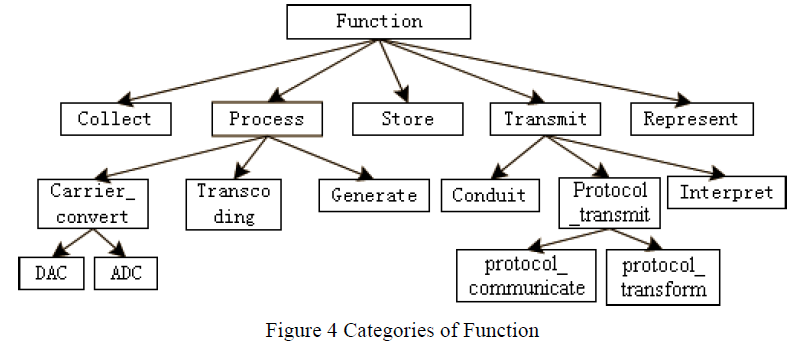 Function
Collect
Process
Store
Transmit
Represent
Carrier_
convert
Transco
ding
Generate
Conduit
Protocol
_transmit
Interpret
DAC
ADC
protocol_
communicate
protocol_
transform
Figure 4 Categories of Function